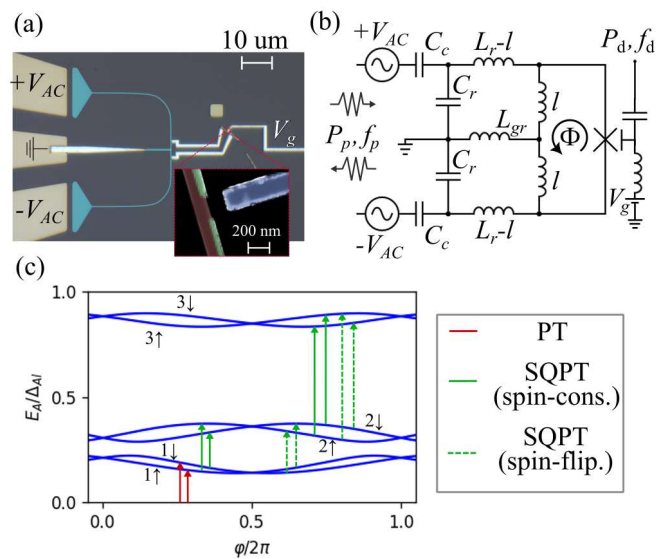 (a)
10 um
+V_AC
V_g
-V_AC
200 nm
(b)
+V_AC
C_c
L_r-l
P_d, f_d
C_r
l
L_gr
Φ
P_p, f_p
C_r
l
V_g
-V_AC
C_c
L_r-l
(c)
E_A/Δ_Al
1.0
0.5
0.0
3↓
3↑
2↓
2↑
1↓
1↑
0.0
0.5
1.0
φ/2π
PT
SQPT
(spin-cons.)
SQPT
(spin-flip.)